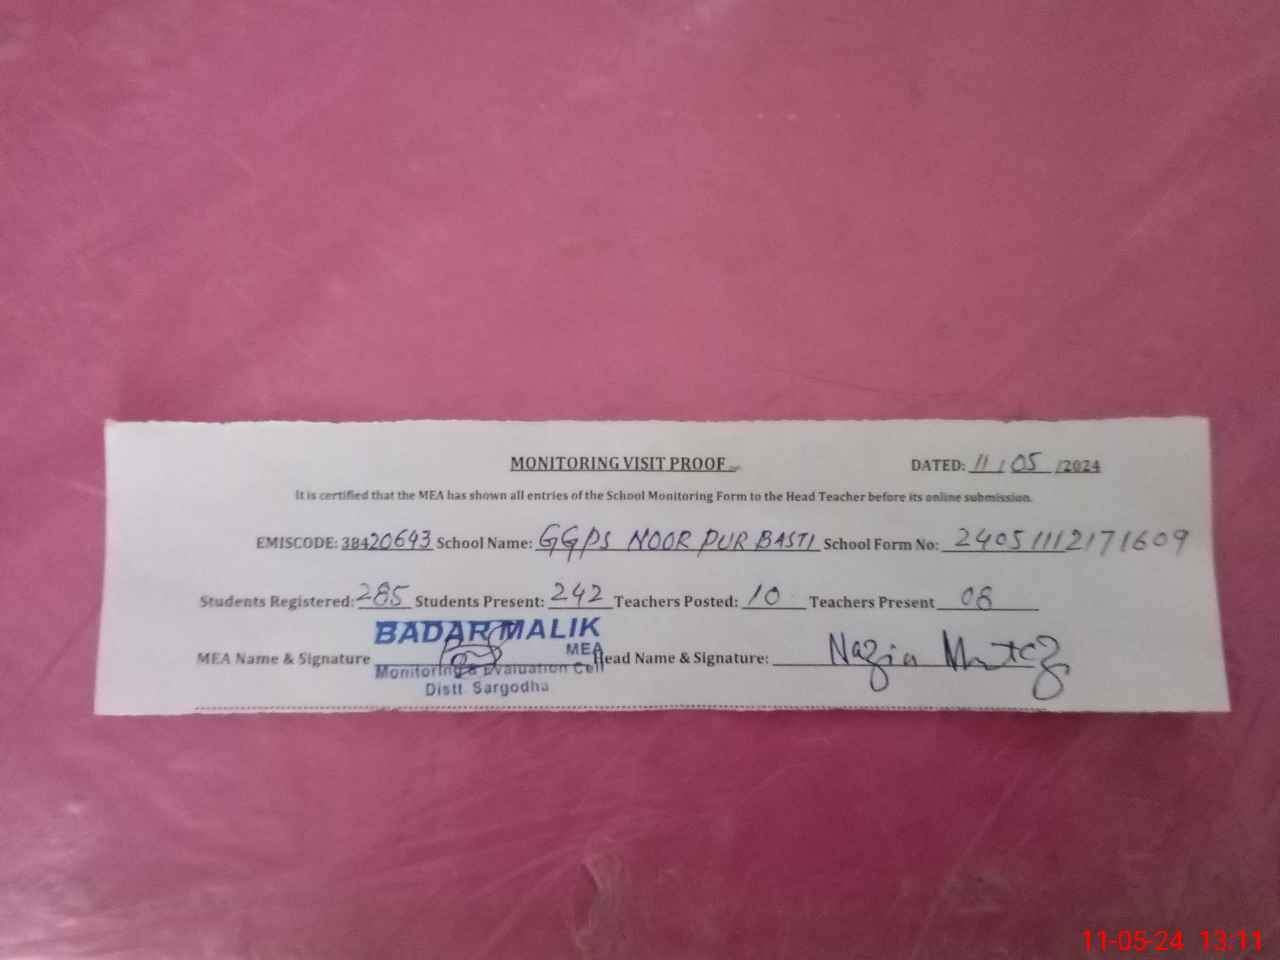 MONITORING VISIT PROOF
DATED: 11/05/2024
It is certified that the MEA has shown all entries of the School Monitoring Form to the Head Teacher before its online submission.
EMISCODE: 38420643 School Name: GGPS NOOR PUR BASTI School Form No: 24051112171609
Students Registered: 285 Students Present: 242 Teachers Posted: 10 Teachers Present 08
BADAR MALIK
MEA
MEA Name & Signature Head Name & Signature: Nazia
Monitoring & Evaluation Cell
Distt. Sargodha
11-05-24 13:11